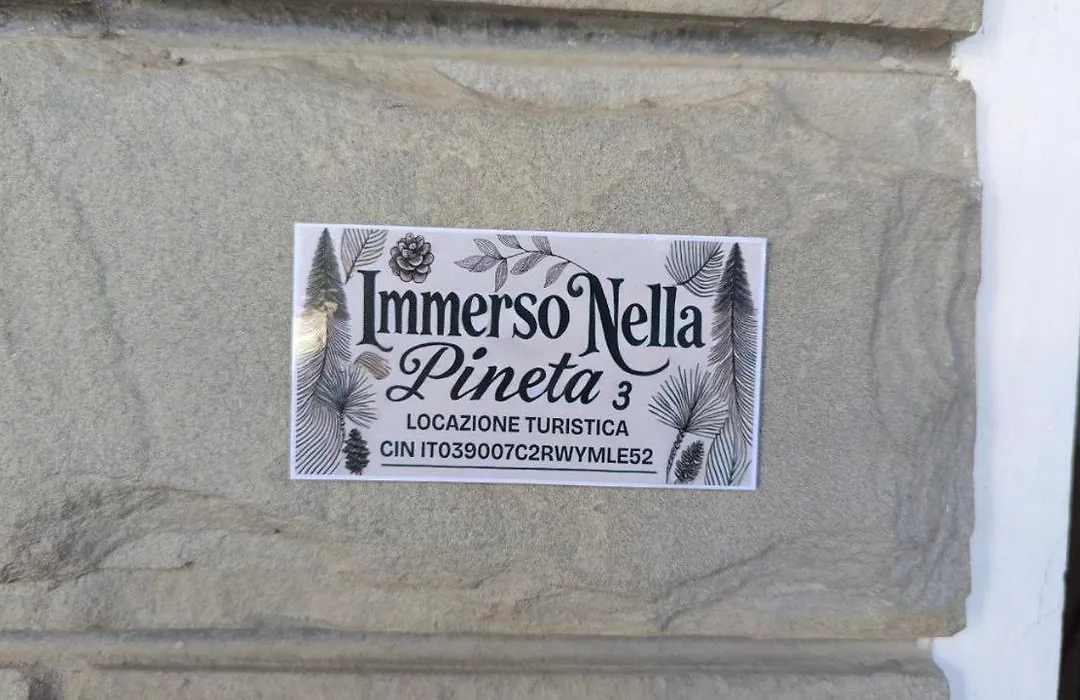 Immerso Nella
Pineta 3
LOCAZIONE TURISTICA
CIN IT039007C2RWYMLE52